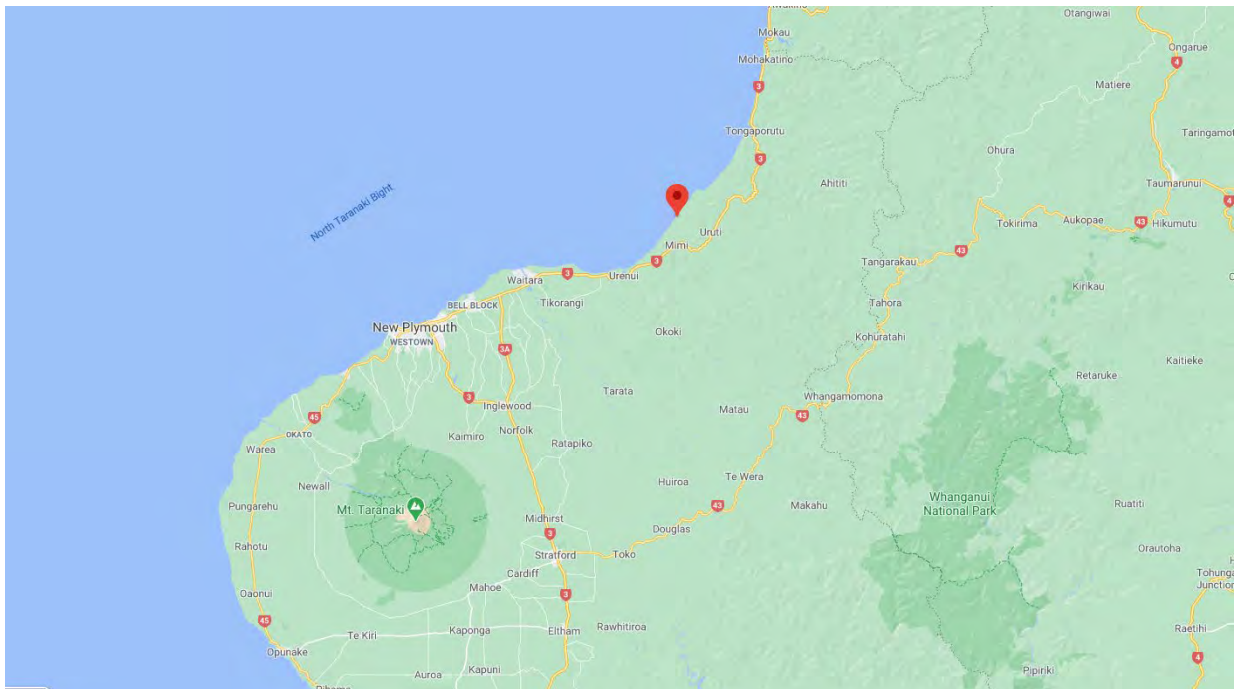 Awakino
Otangiwai
Mokau
Ongarue
Mohakatino
4
3
Matiere
Tongaporutu
Taringamot
3
Ohura
Ahititi
Taumarunui
4
North Taranaki Bight
Tokirima
Aukopae
43
Hikumutu
Uruti
Mimi
43
3
Tangarakau
Waitara
3
Urenui
Kirikau
BELL BLOCK
Tikorangi
Tahora
New Plymouth
Okoki
Kohuratahi
WESTOWN
3A
Kaitieke
Retaruke
Tarata
3
Whangamomona
Inglewood
Matau
43
45
Norfolk
OKATO
Kaimiro
Ratapiko
Warea
Te Wera
Newall
Huiroa
Whanganui
National Park
Pungarehu
Mt. Taranaki
43
Makahu
Ruatiti
Midhirst
Douglas
3
Rahotu
Stratford
Toko
Orautoha
Cardiff
Tohunga
Junction
Oaonui
Mahoe
3
45
Te Kiri
Kaponga
Eltham
Rawhitiroa
Raetihi
Opunake
4
Auroa
Kapuni
Pipiriki